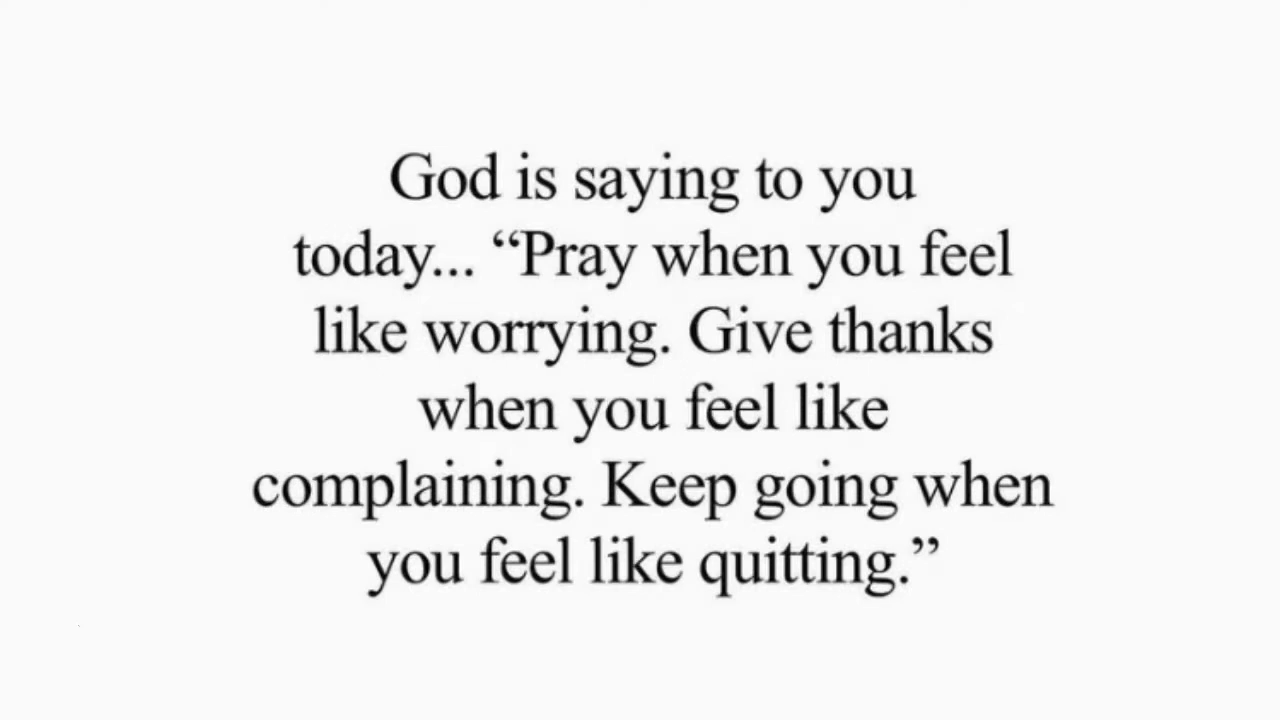 God is saying to you
today... “Pray when you feel
like worrying. Give thanks
when you feel like
complaining. Keep going when
you feel like quitting.”